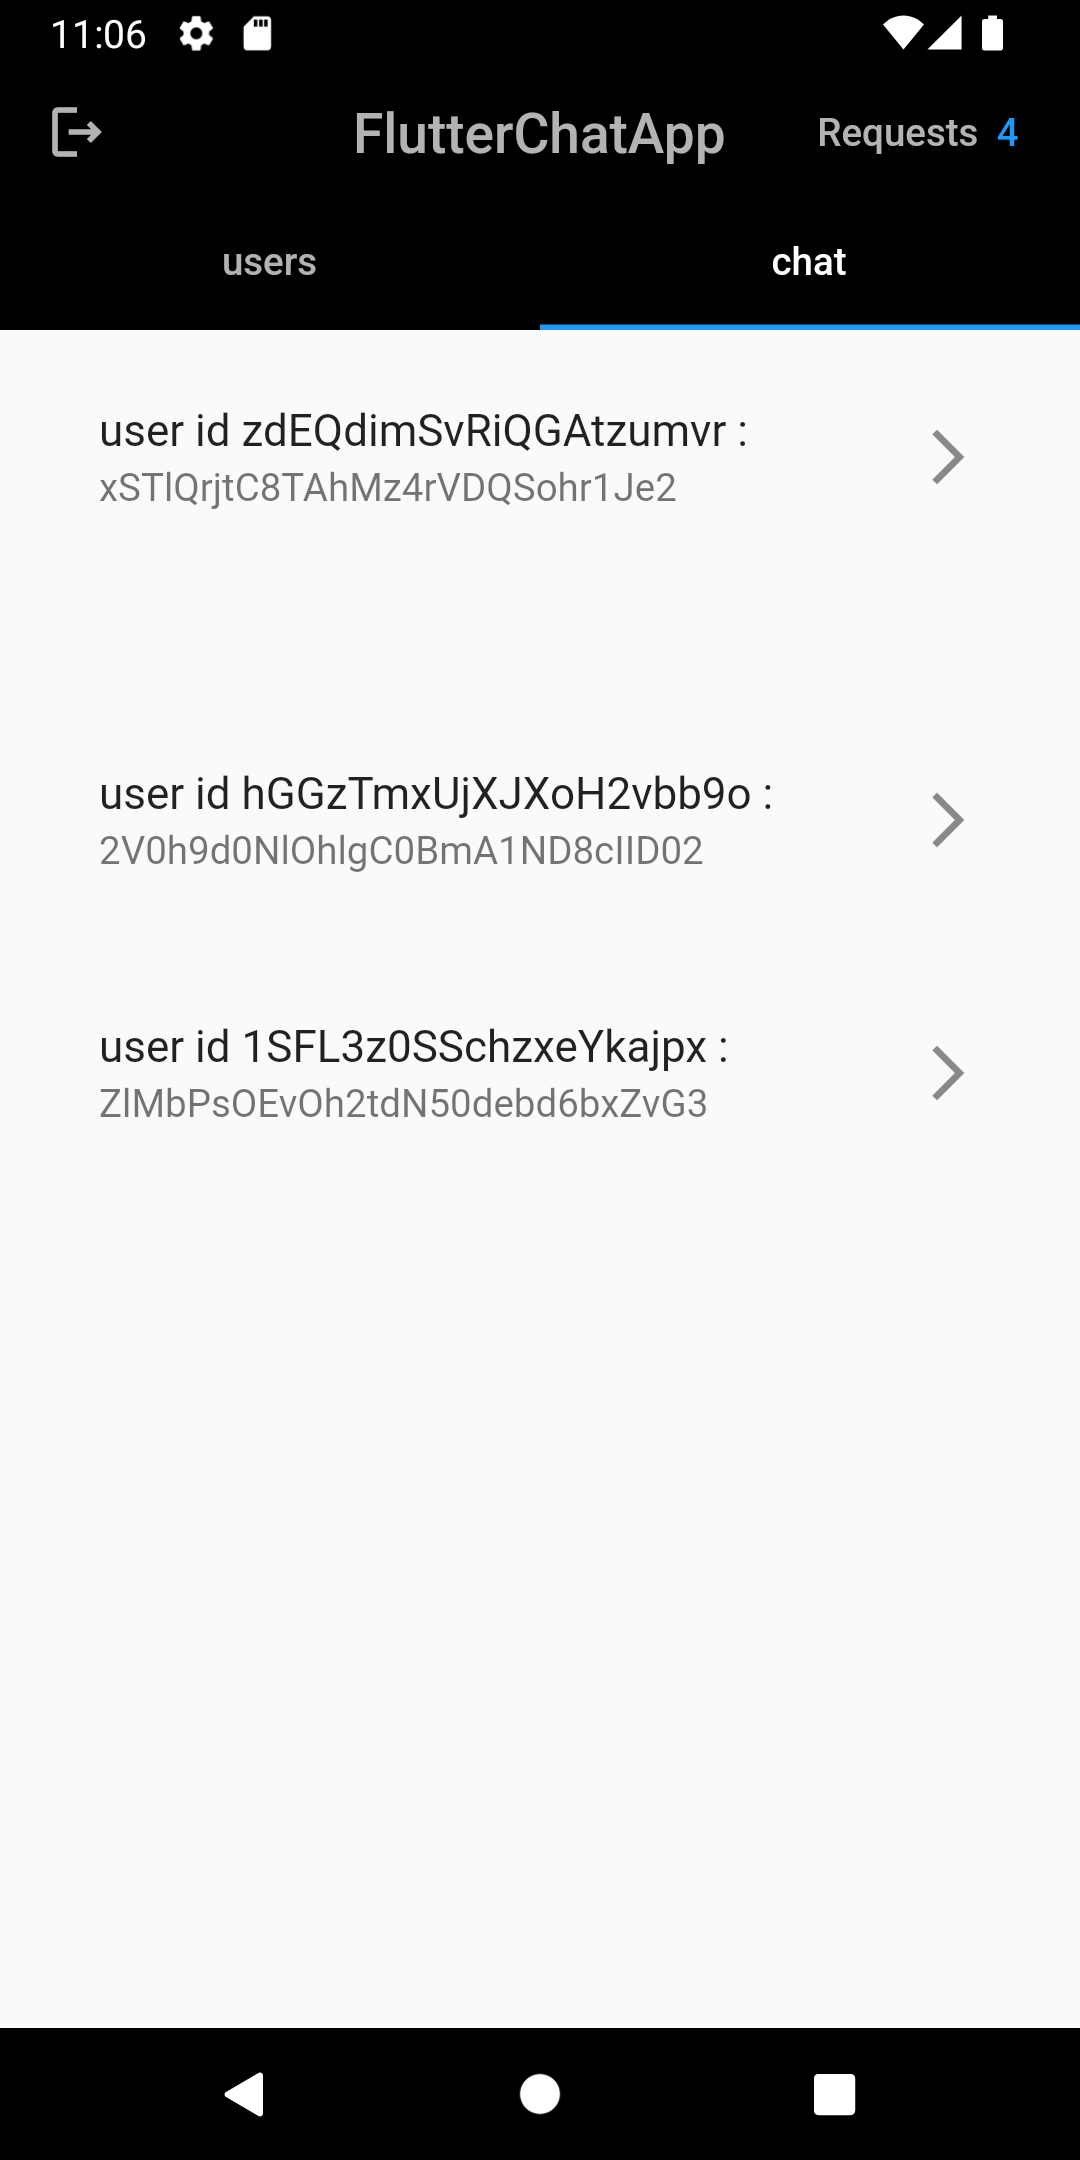 11:06
FlutterChatApp
Requests 4
users
chat
user id zdEQdimSvRiQGAtzumvr :
xSTlQrjtC8TAhMz4rVDQSohr1Je2
user id hGGzTmxUjXJXoH2vbb9o :
2V0h9d0NlOhlgC0BmA1ND8cIID02
user id 1SFL3z0SSchzxeYkajpx :
ZlMbPsOEvOh2tdN50debd6bxZvG3